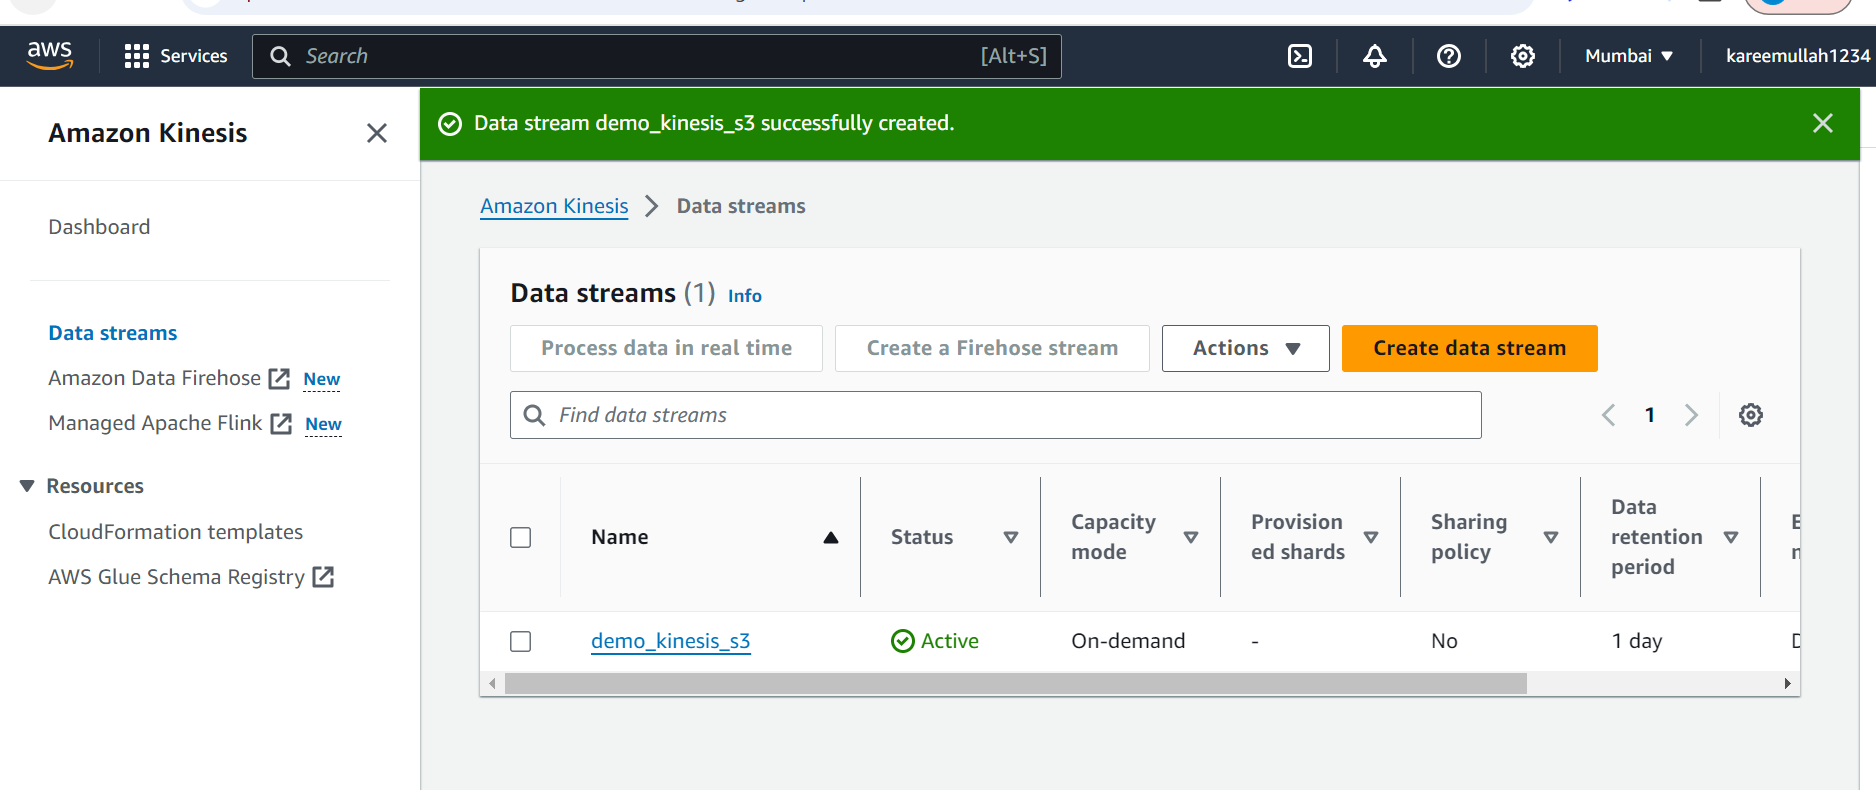 aws
Services
Search
[Alt+S]
Mumbai
kareemullah1234
Amazon Kinesis
Data stream demo_kinesis_s3 successfully created.
Dashboard
Data streams
Amazon Data Firehose New
Managed Apache Flink New
Resources
CloudFormation templates
AWS Glue Schema Registry
Amazon Kinesis
Data streams
Data streams (1) Info
Process data in real time
Create a Firehose stream
Actions
Create data stream
Find data streams
1
Name
Status
Capacity
mode
Provision
ed shards
Sharing
policy
Data
retention
period
demo_kinesis_s3
Active
On-demand
-
No
1 day